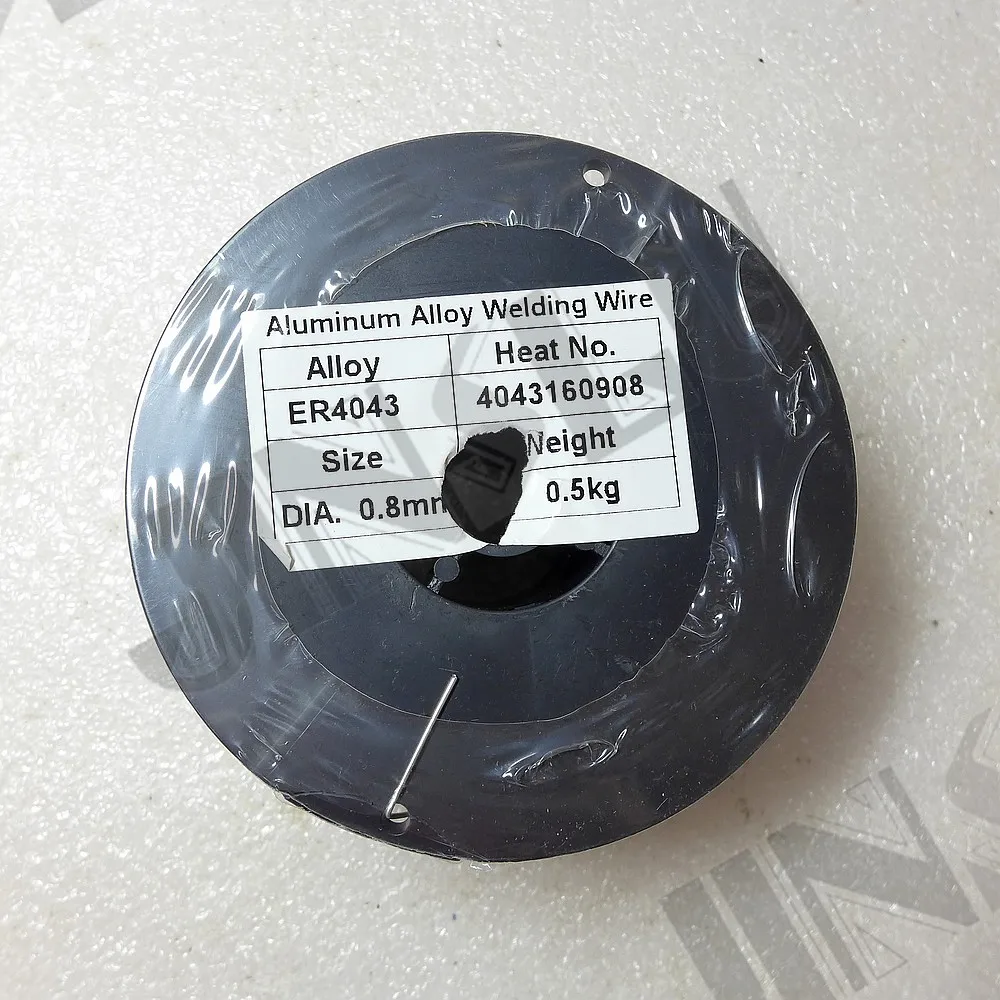 Aluminum Alloy Welding Wire
Alloy Heat No.
ER4043 4043160908
Size Weight
DIA. 0.8mm 0.5kg